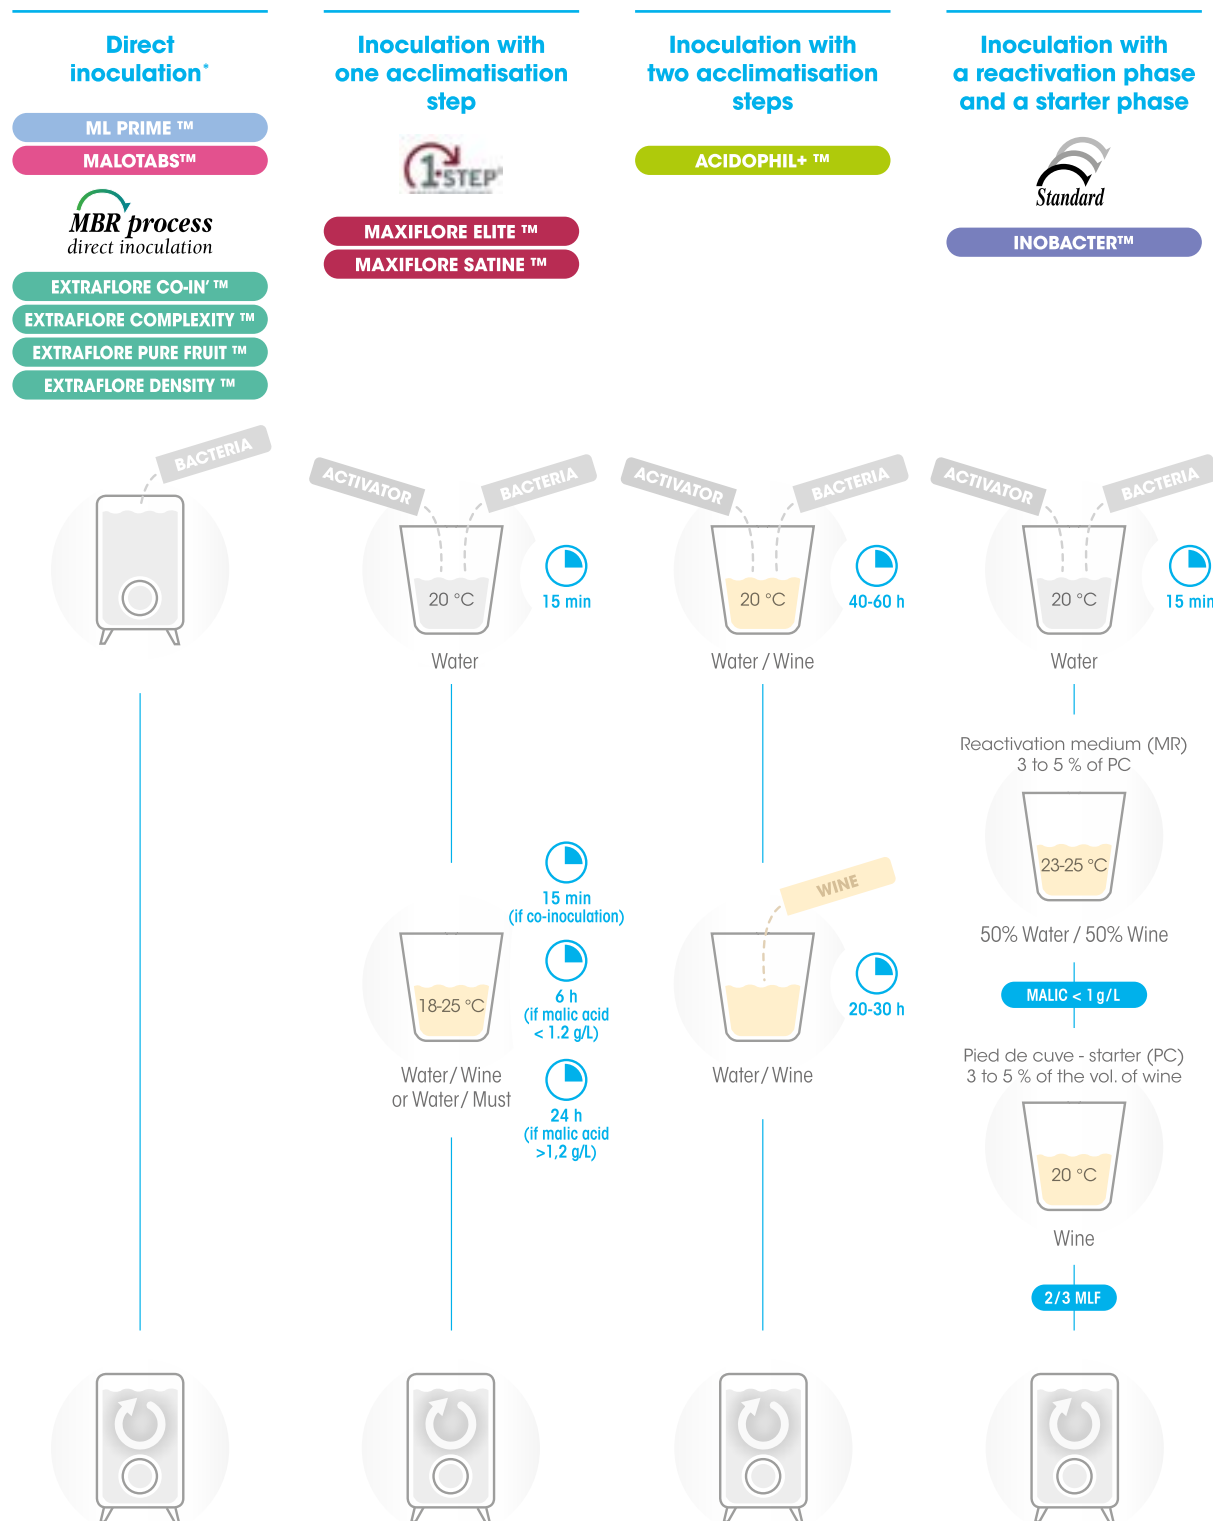 Direct
inoculation*
ML PRIME ™
MALOTABS™
MBR process
direct inoculation
EXTRAFLORE CO-IN’ ™
EXTRAFLORE COMPLEXITY ™
EXTRAFLORE PURE FRUIT ™
EXTRAFLORE DENSITY ™
BACTERIA
Inoculation with
one acclimatisation
step
1-STEP®
MAXIFLORE ELITE ™
MAXIFLORE SATINE ™
ACTIVATOR
BACTERIA
20 °C
15 min
Water
15 min
(if co-inoculation)
6 h
(if malic acid
< 1.2 g/L)
18-25 °C
Water / Wine
or Water / Must
24 h
(if malic acid
>1,2 g/L)
Inoculation with
two acclimatisation
steps
ACIDOPHIL+ ™
ACTIVATOR
BACTERIA
20 °C
40-60 h
Water / Wine
WINE
20-30 h
Water / Wine
Inoculation with
a reactivation phase
and a starter phase
Standard
INOBACTER™
ACTIVATOR
BACTERIA
20 °C
15 min
Water
Reactivation medium (MR)
3 to 5 % of PC
23-25 °C
50% Water / 50% Wine
MALIC < 1 g/L
Pied de cuve - starter (PC)
3 to 5 % of the vol. of wine
20 °C
Wine
2/3 MLF